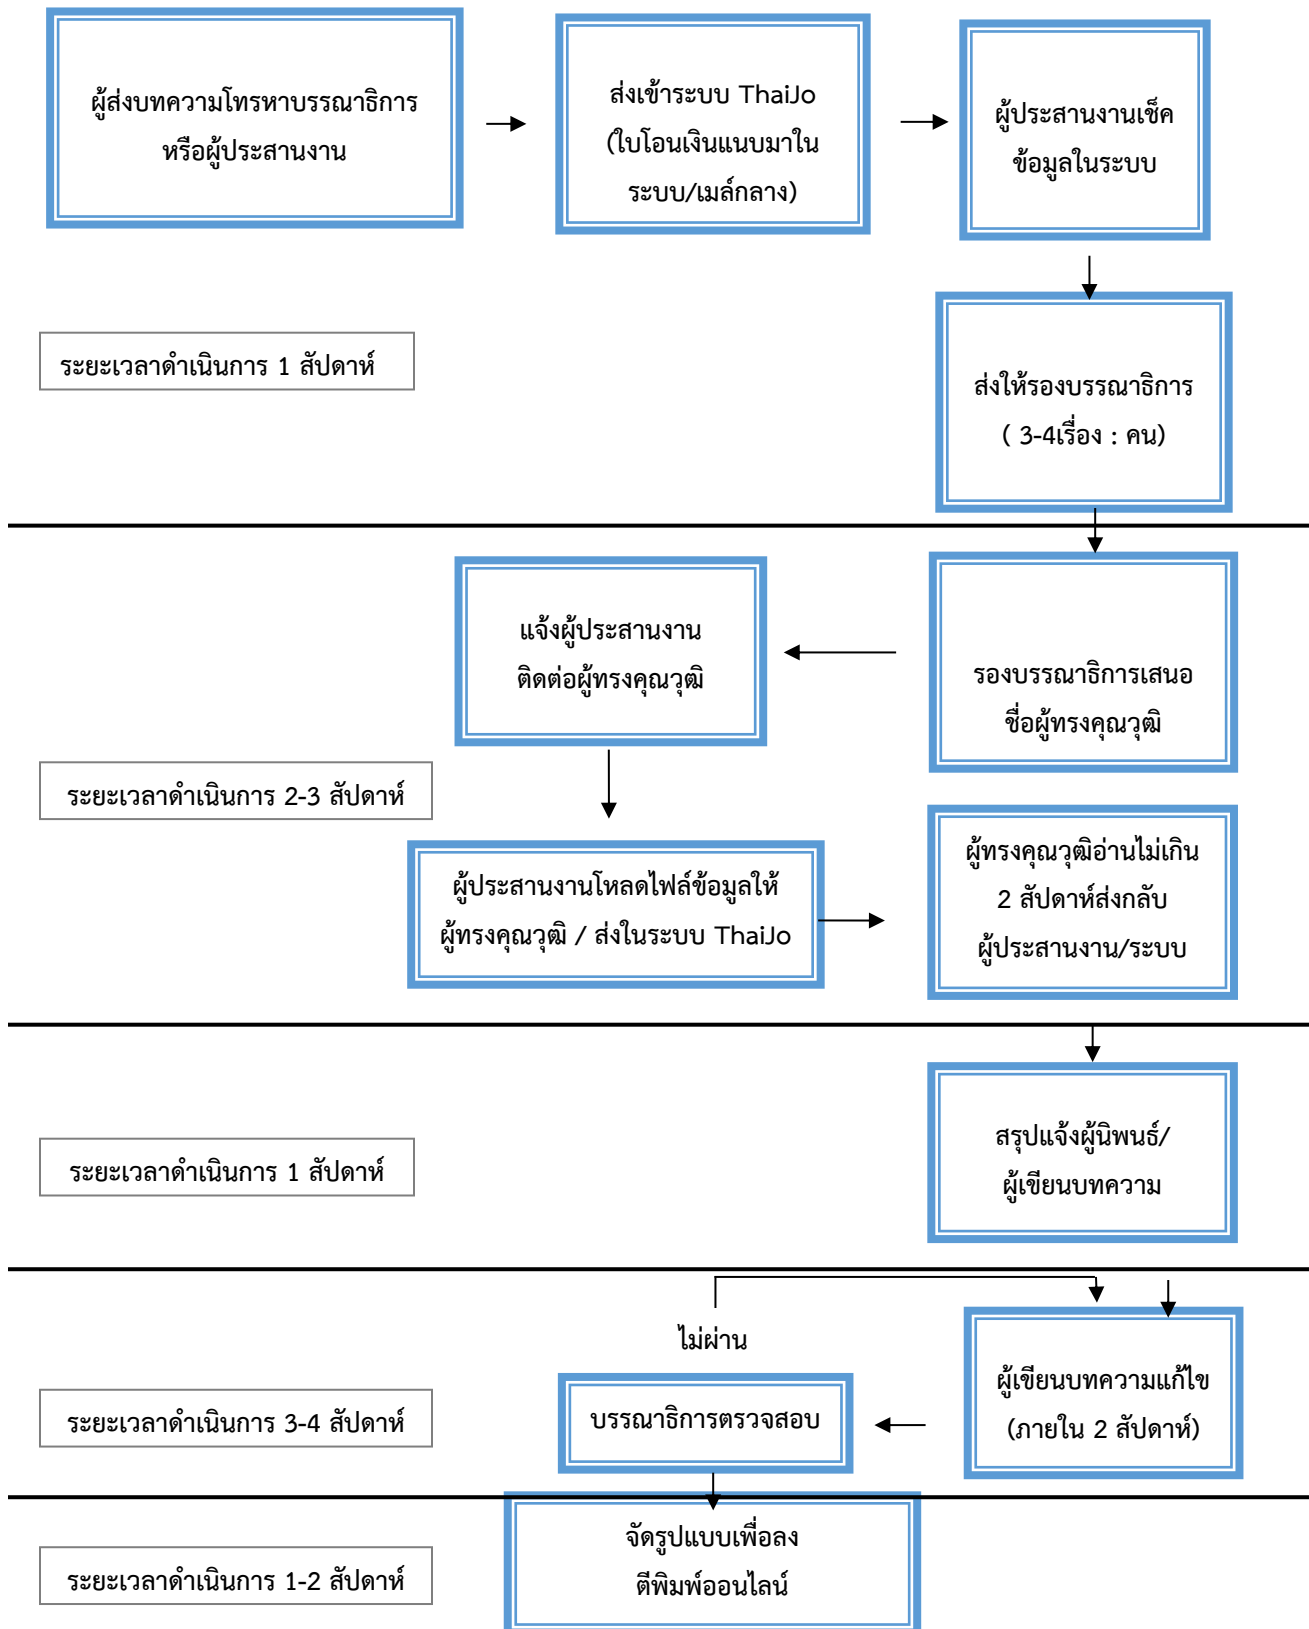 ผู้ส่งบทความโทรหาบรรณาธิการ
หรือผู้ประสานงาน
ส่งเข้าระบบ ThaiJo
(ใบโอนเงินแนบมาใน
ระบบ/เมล์กลาง)
ผู้ประสานงานเช็ค
ข้อมูลในระบบ
ระยะเวลาดำเนินการ 1 สัปดาห์
ส่งให้รองบรรณาธิการ
( 3-4เรื่อง : คน)
แจ้งผู้ประสานงาน
ติดต่อผู้ทรงคุณวุฒิ
รองบรรณาธิการเสนอ
ชื่อผู้ทรงคุณวุฒิ
ระยะเวลาดำเนินการ 2-3 สัปดาห์
ผู้ประสานงานโหลดไฟล์ข้อมูลให้
ผู้ทรงคุณวุฒิ / ส่งในระบบ ThaiJo
ผู้ทรงคุณวุฒิอ่านไม่เกิน
2 สัปดาห์ส่งกลับ
ผู้ประสานงาน/ระบบ
ระยะเวลาดำเนินการ 1 สัปดาห์
สรุปแจ้งผู้นิพนธ์/
ผู้เขียนบทความ
ไม่ผ่าน
ระยะเวลาดำเนินการ 3-4 สัปดาห์
บรรณาธิการตรวจสอบ
ผู้เขียนบทความแก้ไข
(ภายใน 2 สัปดาห์)
ระยะเวลาดำเนินการ 1-2 สัปดาห์
จัดรูปแบบเพื่อลง
ตีพิมพ์ออนไลน์